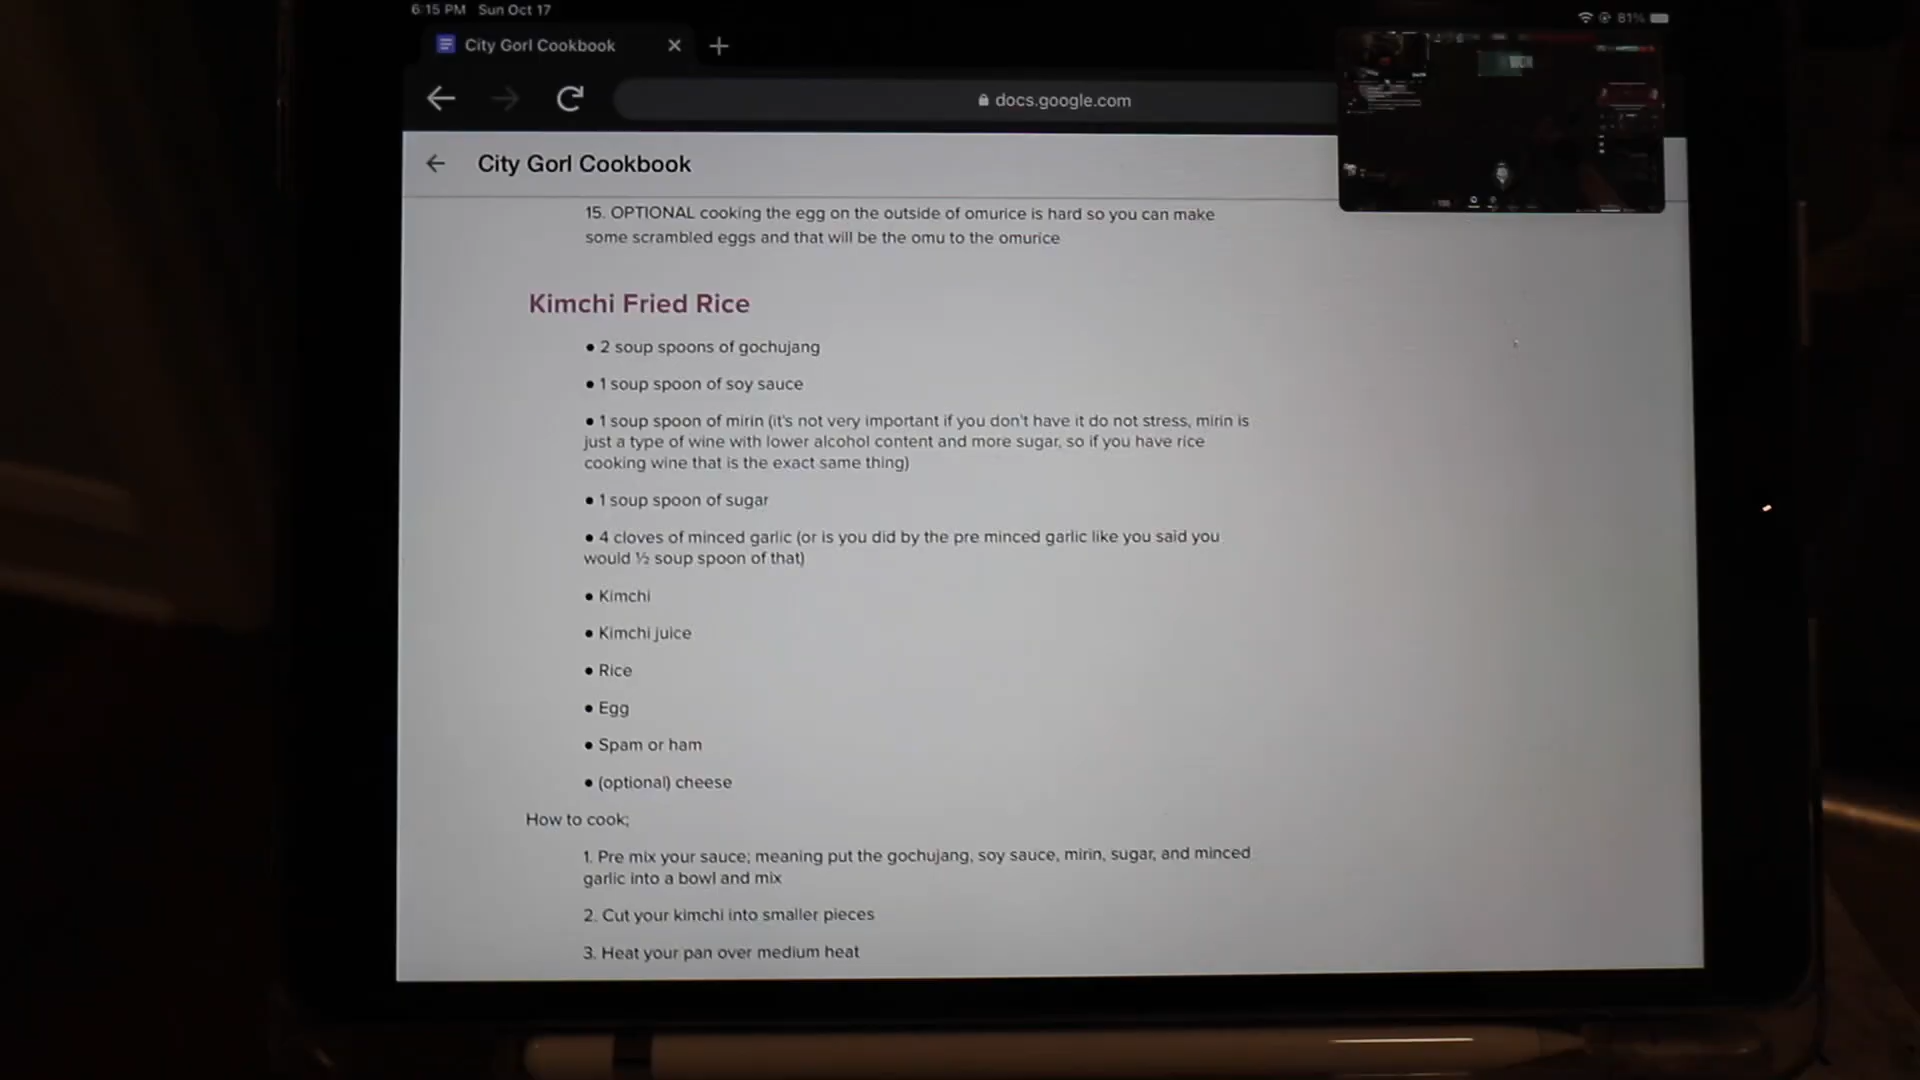 6:15 PM Sun Oct 17
81%
City Gorl Cookbook
docs.google.com
City Gorl Cookbook
15. OPTIONAL cooking the egg on the outside of omurice is hard so you can make
some scrambled eggs and that will be the omu to the omurice
Kimchi Fried Rice
• 2 soup spoons of gochujang
• 1 soup spoon of soy sauce
• 1 soup spoon of mirin (it's not very important if you don't have it do not stress, mirin is
just a type of wine with lower alcohol content and more sugar, so if you have rice
cooking wine that is the exact same thing)
• 1 soup spoon of sugar
• 4 cloves of minced garlic (or is you did by the pre minced garlic like you said you
would ½ soup spoon of that)
• Kimchi
• Kimchi juice
• Rice
• Egg
• Spam or ham
• (optional) cheese
How to cook;
1. Pre mix your sauce; meaning put the gochujang, soy sauce, mirin, sugar, and minced
garlic into a bowl and mix
2. Cut your kimchi into smaller pieces
3. Heat your pan over medium heat